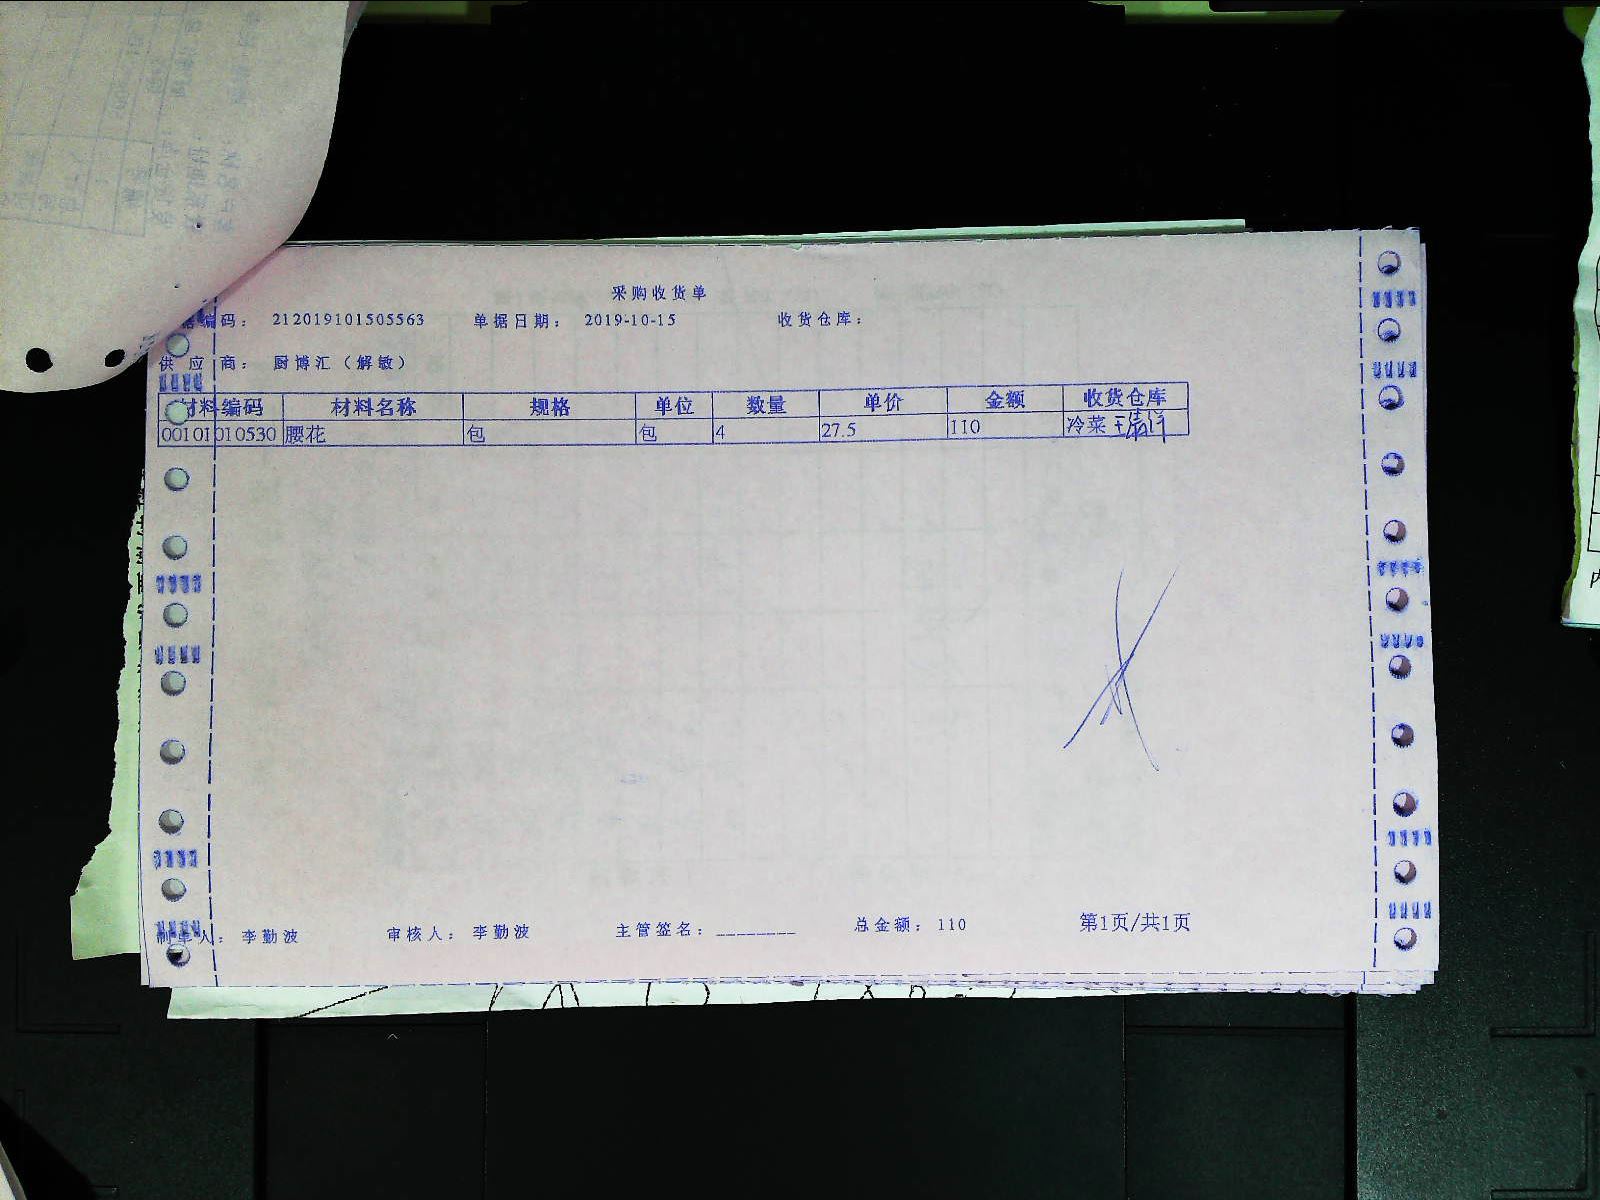 采购收货单
编码： 212019101505563 单据日期： 2019-10-15 收货仓库：
供应商： 厨博汇（解敏）
材料编码 材料名称 规格 单位 数量 单价 金额 收货仓库
00101010530 腰花 包 包 4 27.5 110 冷菜
制单人： 李勤波 审核人： 李勤波 主管签名：________ 总金额： 110 第1页/共1页